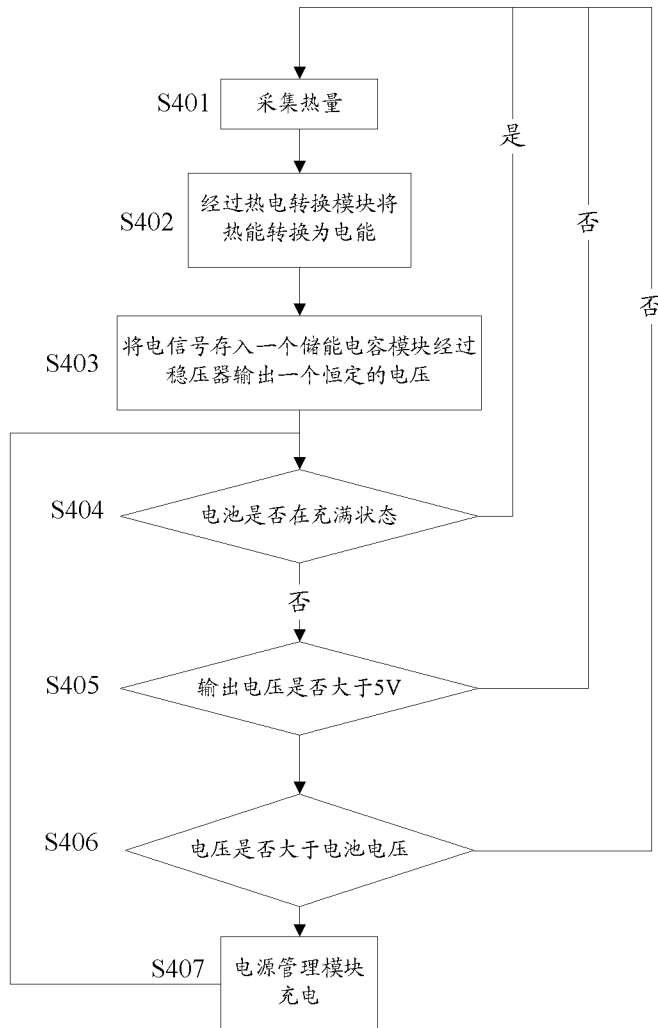 S401
采集热量
是
S402
经过热电转换模块将
热能转换为电能
否
否
S403
将电信号存入一个储能电容模块经过
稳压器输出一个恒定的电压
S404
电池是否在充满状态
否
S405
输出电压是否大于5V
S406
电压是否大于电池电压
S407
电源管理模块
充电